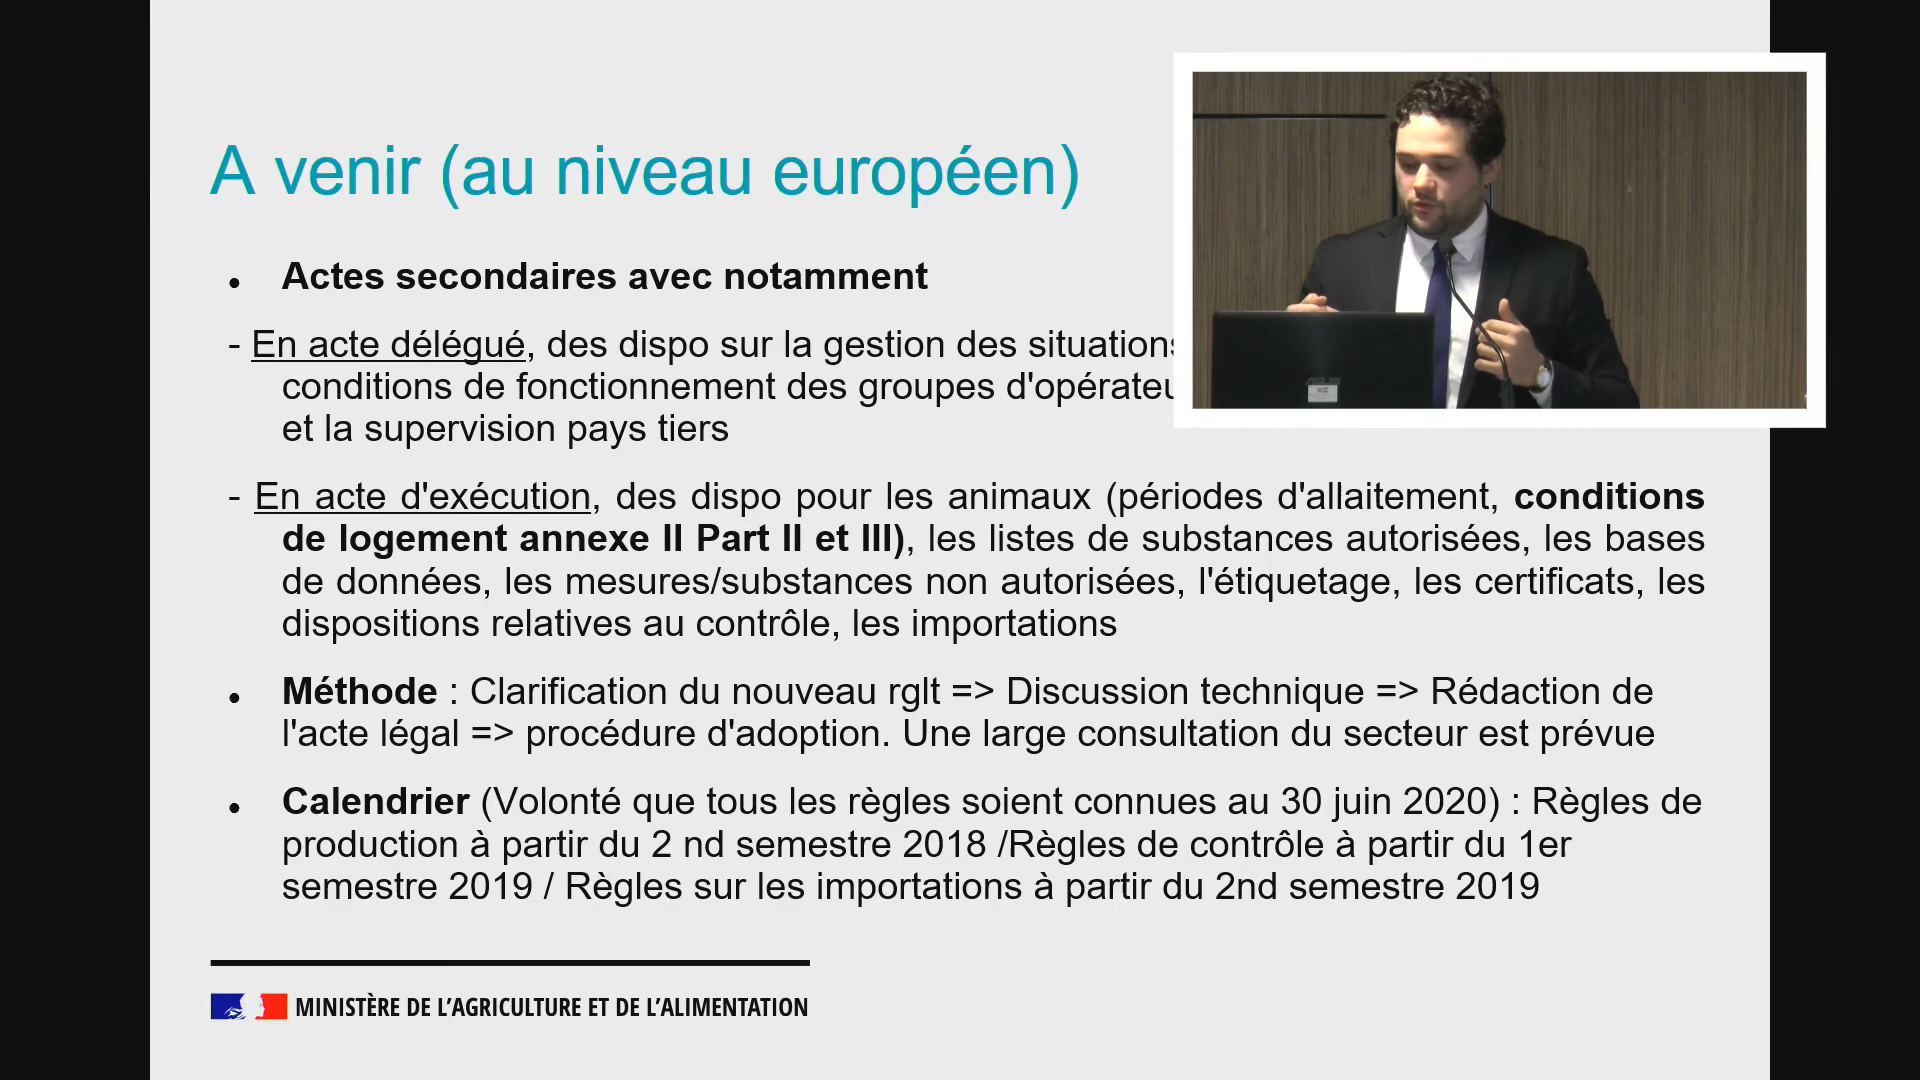 A venir (au niveau européen)
• Actes secondaires avec notamment
- En acte délégué, des dispo sur la gestion des situations
conditions de fonctionnement des groupes
et la supervision pays tiers
- En acte d'exécution, des dispo pour les animaux (périodes d'allaitement, conditions
de logement annexe II Part II et III), les listes de substances autorisées, les bases
de données, les mesures/substances non autorisées, l'étiquetage, les certificats, les
dispositions relatives au contrôle, les importations
• Méthode : Clarification du nouveau rglt => Discussion technique => Rédaction de
l'acte légal => procédure d'adoption. Une large consultation du secteur est prévue
• Calendrier (Volonté que tous les règles soient connues au 30 juin 2020) : Règles de
production à partir du 2 nd semestre 2018 /Règles de contrôle à partir du 1er
semestre 2019 / Règles sur les importations à partir du 2nd semestre 2019
MINISTÈRE DE L'AGRICULTURE ET DE L'ALIMENTATION